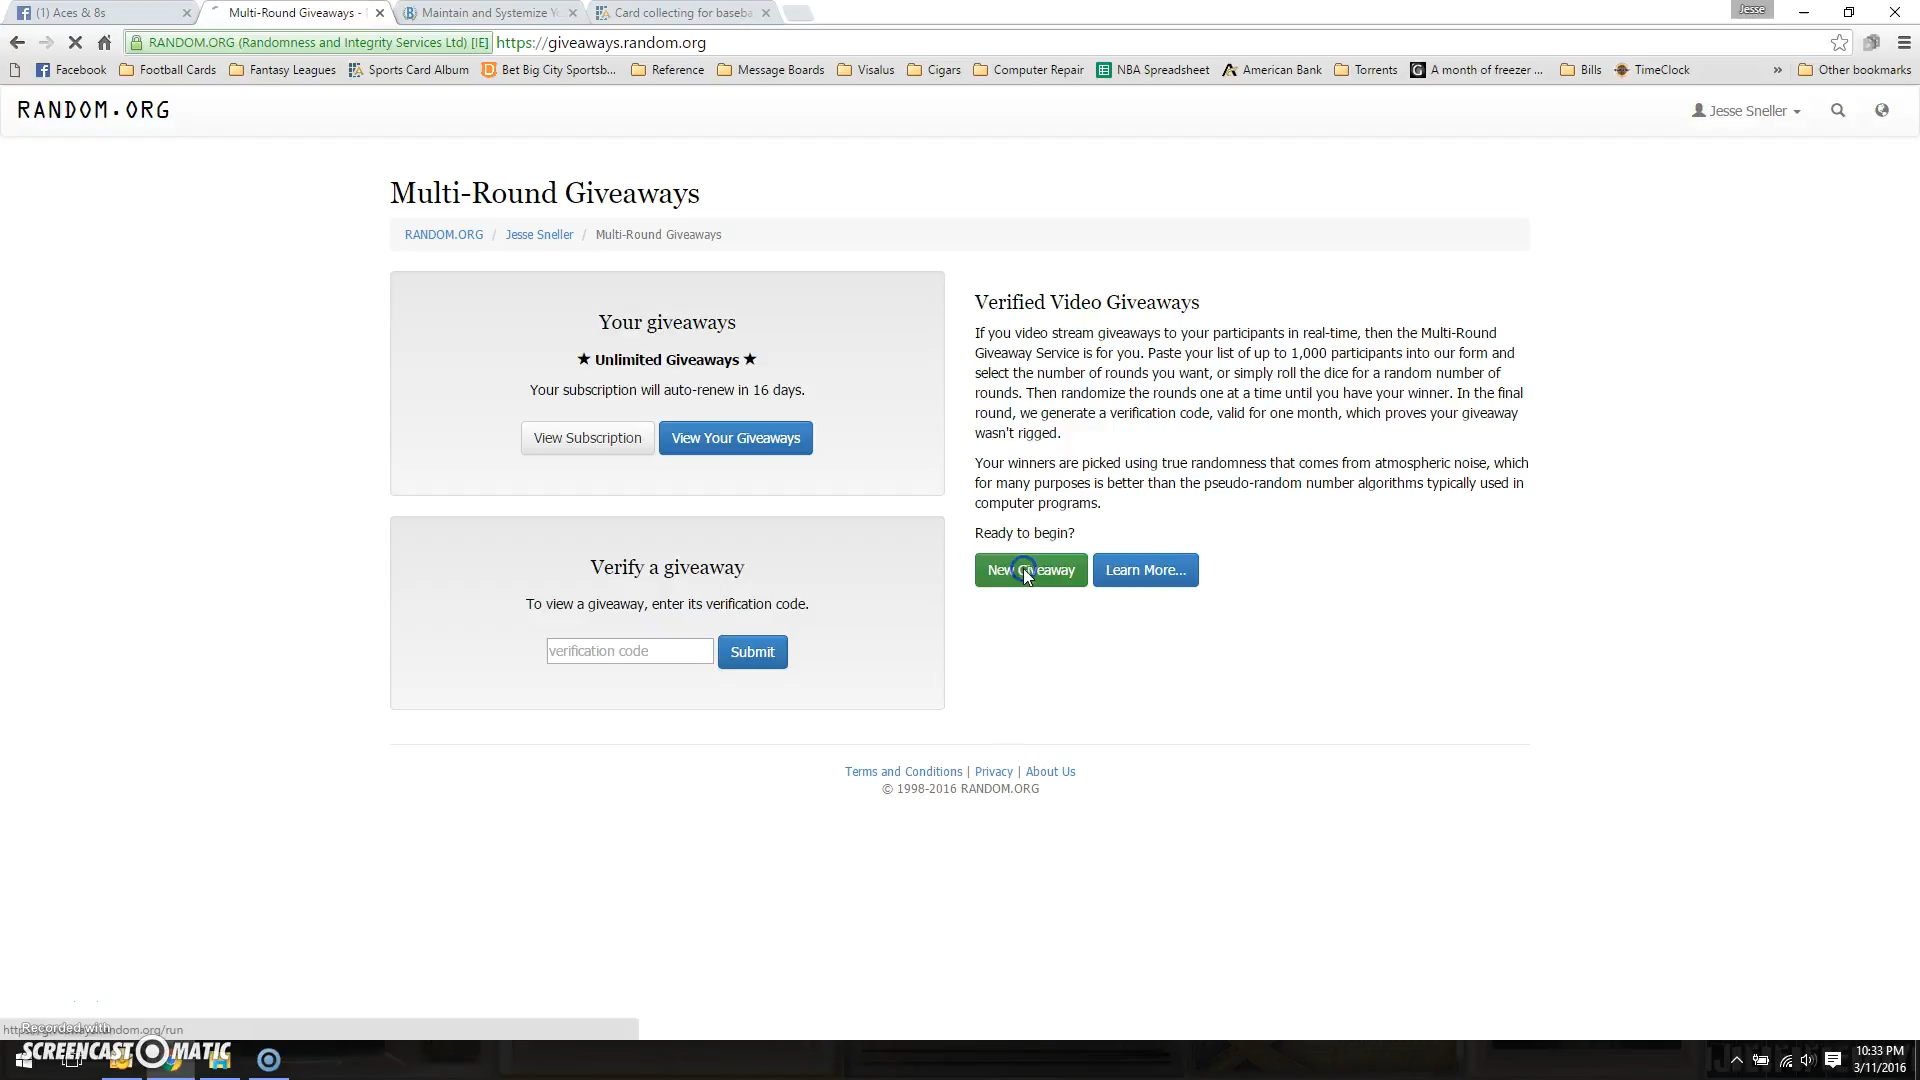 (1) Aces & 8s
Multi-Round Giveaways -
Maintain and Systemize
Card collecting for baseba
Jesse
RANDOM.ORG (Randomness and Integrity Services Ltd) [IE]
https://giveaways.random.org
Facebook
Football Cards
Fantasy Leagues
Sports Card Album
Bet Big City Sportsb...
Reference
Message Boards
Visalus
Cigars
Computer Repair
NBA Spreadsheet
American Bank
Torrents
A month of freezer ...
Bills
TimeClock
»
Other bookmarks
RANDOM.ORG
Jesse Sneller
Multi-Round Giveaways
RANDOM.ORG / Jesse Sneller / Multi-Round Giveaways
Your giveaways
★ Unlimited Giveaways ★
Your subscription will auto-renew in 16 days.
View Subscription
View Your Giveaways
Verify a giveaway
To view a giveaway, enter its verification code.
verification code
Submit
Verified Video Giveaways
If you video stream giveaways to your participants in real-time, then the Multi-Round
Giveaway Service is for you. Paste your list of up to 1,000 participants into our form and
select the number of rounds you want, or simply roll the dice for a random number of
rounds. Then randomize the rounds one at a time until you have your winner. In the final
round, we generate a verification code, valid for one month, which proves your giveaway
wasn't rigged.
Your winners are picked using true randomness that comes from atmospheric noise, which
for many purposes is better than the pseudo-random number algorithms typically used in
computer programs.
Ready to begin?
New Giveaway
Learn More...
Terms and Conditions | Privacy | About Us
© 1998-2016 RANDOM.ORG
https://giveaways.random.org/run
Recorded with
SCREENCAST-O-MATIC
10:33 PM
3/11/2016